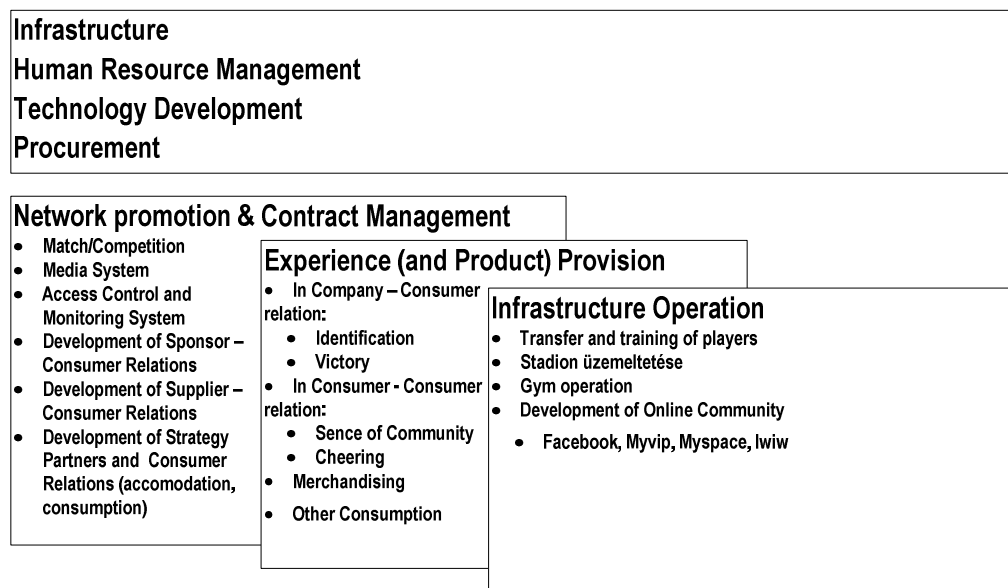 Infrastructure
Human Resource Management
Technology Development
Procurement
Network promotion & Contract Management
• Match/Competition
• Media System
• Access Control and
Monitoring System
• Development of Sponsor –
Consumer Relations
• Development of Supplier –
Consumer Relations
• Development of Strategy
Partners and Consumer
Relations (accomodation,
consumption)
Experience (and Product) Provision
• In Company – Consumer
relation:
• Identification
• Victory
• In Consumer - Consumer
relation:
• Sence of Community
• Cheering
• Merchandising
• Other Consumption
Infrastructure Operation
• Transfer and training of players
• Stadion üzemeltetése
• Gym operation
• Development of Online Community
• Facebook, Myvip, Myspace, Iwiw